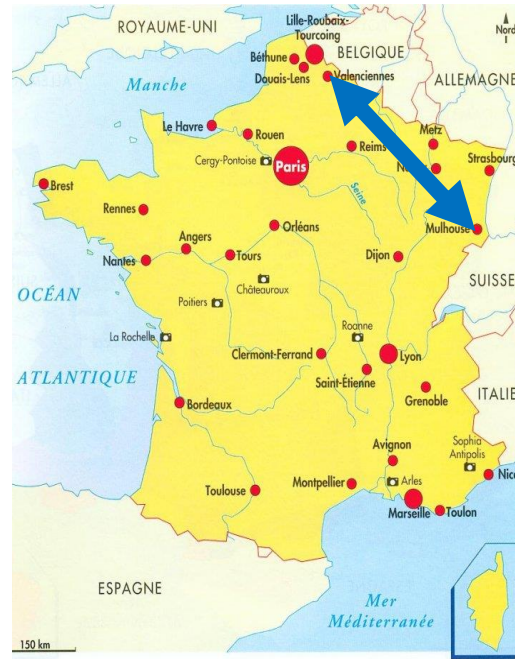 ROYAUME-UNI
Lille-Roubaix-
Tourcoing
Nord
BELGIQUE
Béthune
Douais-Lens
Valenciennes
ALLEMAGNE
Manche
Le Havre
Rouen
Metz
Reims
Cergy-Pontoise
Paris
N
Strasbourg
Brest
Seine
Rennes
Orléans
Mulhouse
Angers
Nantes
Tours
Dijon
SUISSE
OCÉAN
Châteauroux
Poitiers
La Rochelle
Roanne
Clermont-Ferrand
Lyon
ATLANTIQUE
Saint-Étienne
Grenoble
ITALIE
Bordeaux
Avignon
Sophia
Antipolis
Toulouse
Montpellier
Arles
Nice
Marseille
Toulon
ESPAGNE
Mer
Méditerranée
150 km